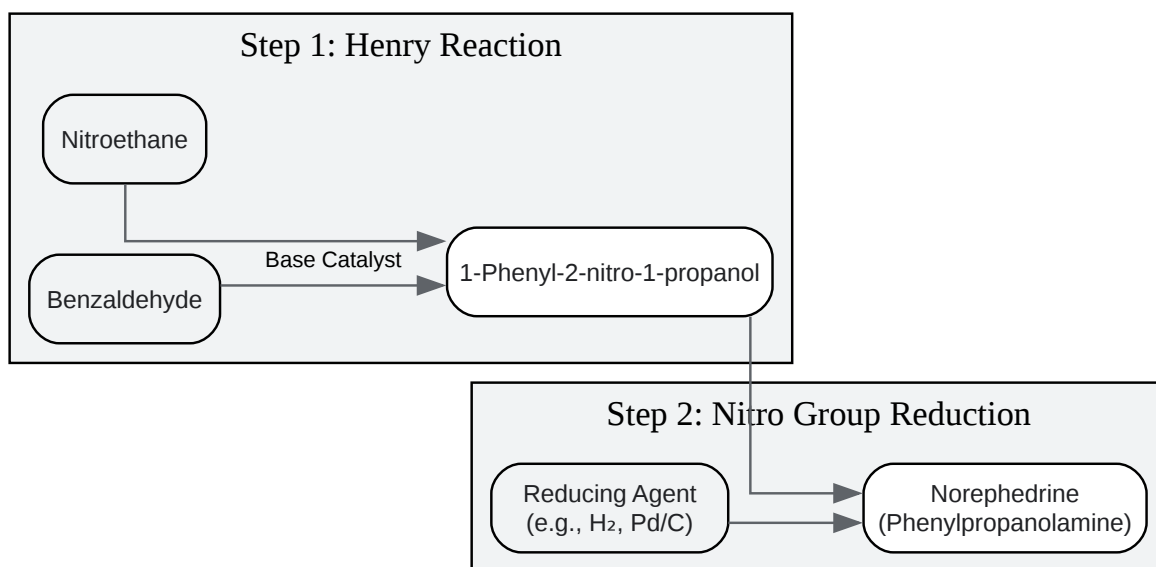 Step 1: Henry Reaction
Nitroethane
Base Catalyst
1-Phenyl-2-nitro-1-propanol
Benzaldehyde
Step 2: Nitro Group Reduction
Reducing Agent
(e.g., H₂, Pd/C)
Norephedrine
(Phenylpropanolamine)